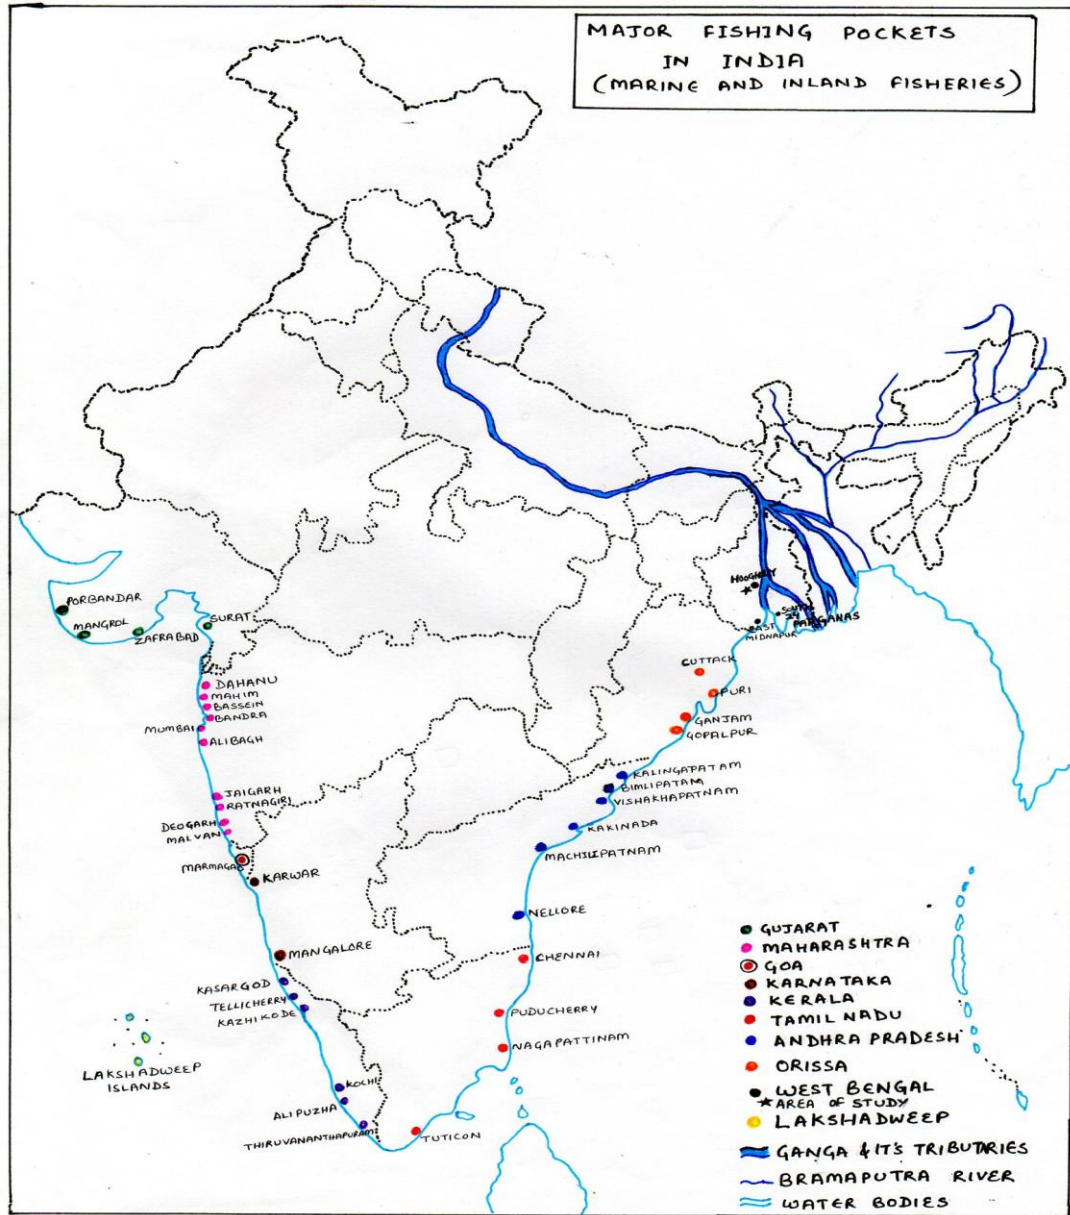 MAJOR FISHING POCKETS
IN INDIA
(MARINE AND INLAND FISHERIES)
HOOGHLY
SOUTH
24
PARGANAS
EAST
MIDNAPUR
PORBANDAR
MANGROL
ZAFRABAD
SURAT
CUTTACK
PURI
GANJAM
GOPALPUR
DAHANU
MAHIM
BASSEIN
BANDRA
MUMBAI
ALIBAGH
KALINGAPATAM
BIMLIPATAM
VISHAKHAPATNAM
JAIGARH
RATNAGIRI
DEOGARH
MALVAN
KAKINADA
MACHILIPATNAM
MARMAGAO
KARWAR
NELLORE
MANGALORE
CHENNAI
KASARGOD
TELLICHERRY
KAZHIKODE
PUDUCHERRY
NAGAPATTINAM
LAKSHADWEEP
ISLANDS
KOCHI
ALIPUZHA
THIRUVANANTHAPURAM
TUTICON
GUJARAT
MAHARASHTRA
GOA
KARNATAKA
KERALA
TAMIL NADU
ANDHRA PRADESH
ORISSA
WEST BENGAL
AREA OF STUDY
LAKSHADWEEP
GANGA & IT'S TRIBUTARIES
BRAMAPUTRA RIVER
WATER BODIES